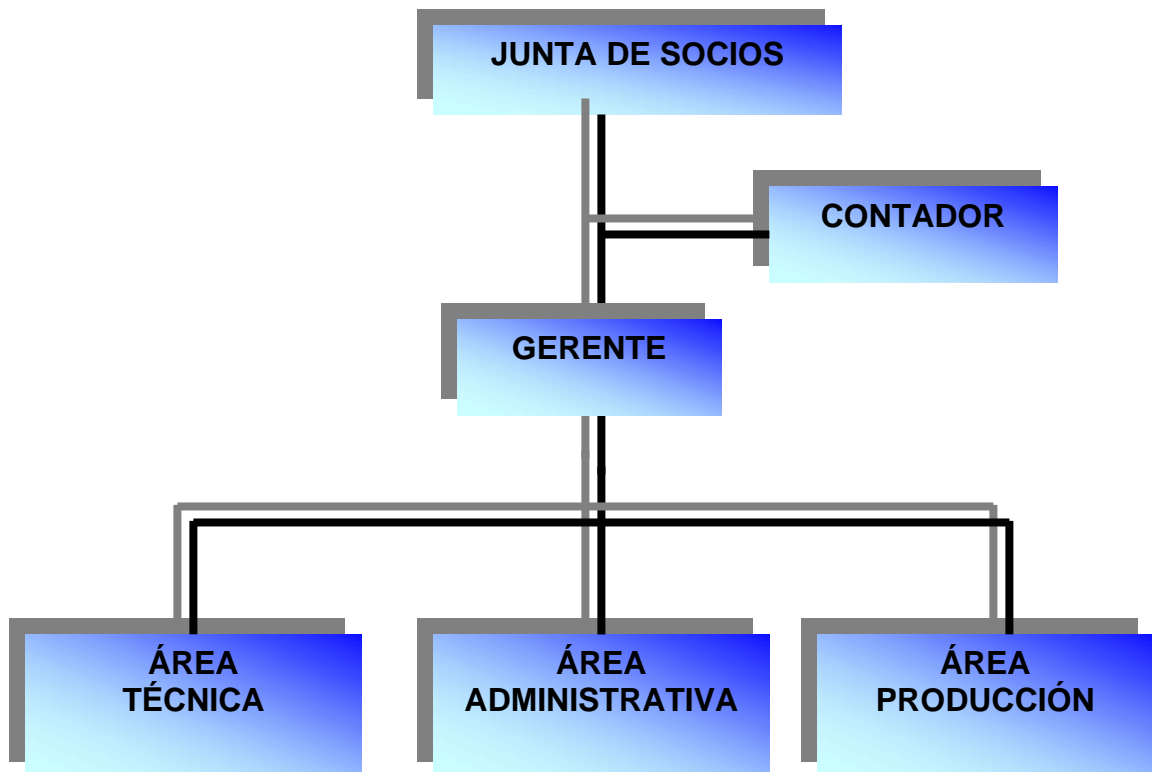 JUNTA DE SOCIOS
CONTADOR
GERENTE
ÁREA
TÉCNICA
ÁREA
ADMINISTRATIVA
ÁREA
PRODUCCIÓN